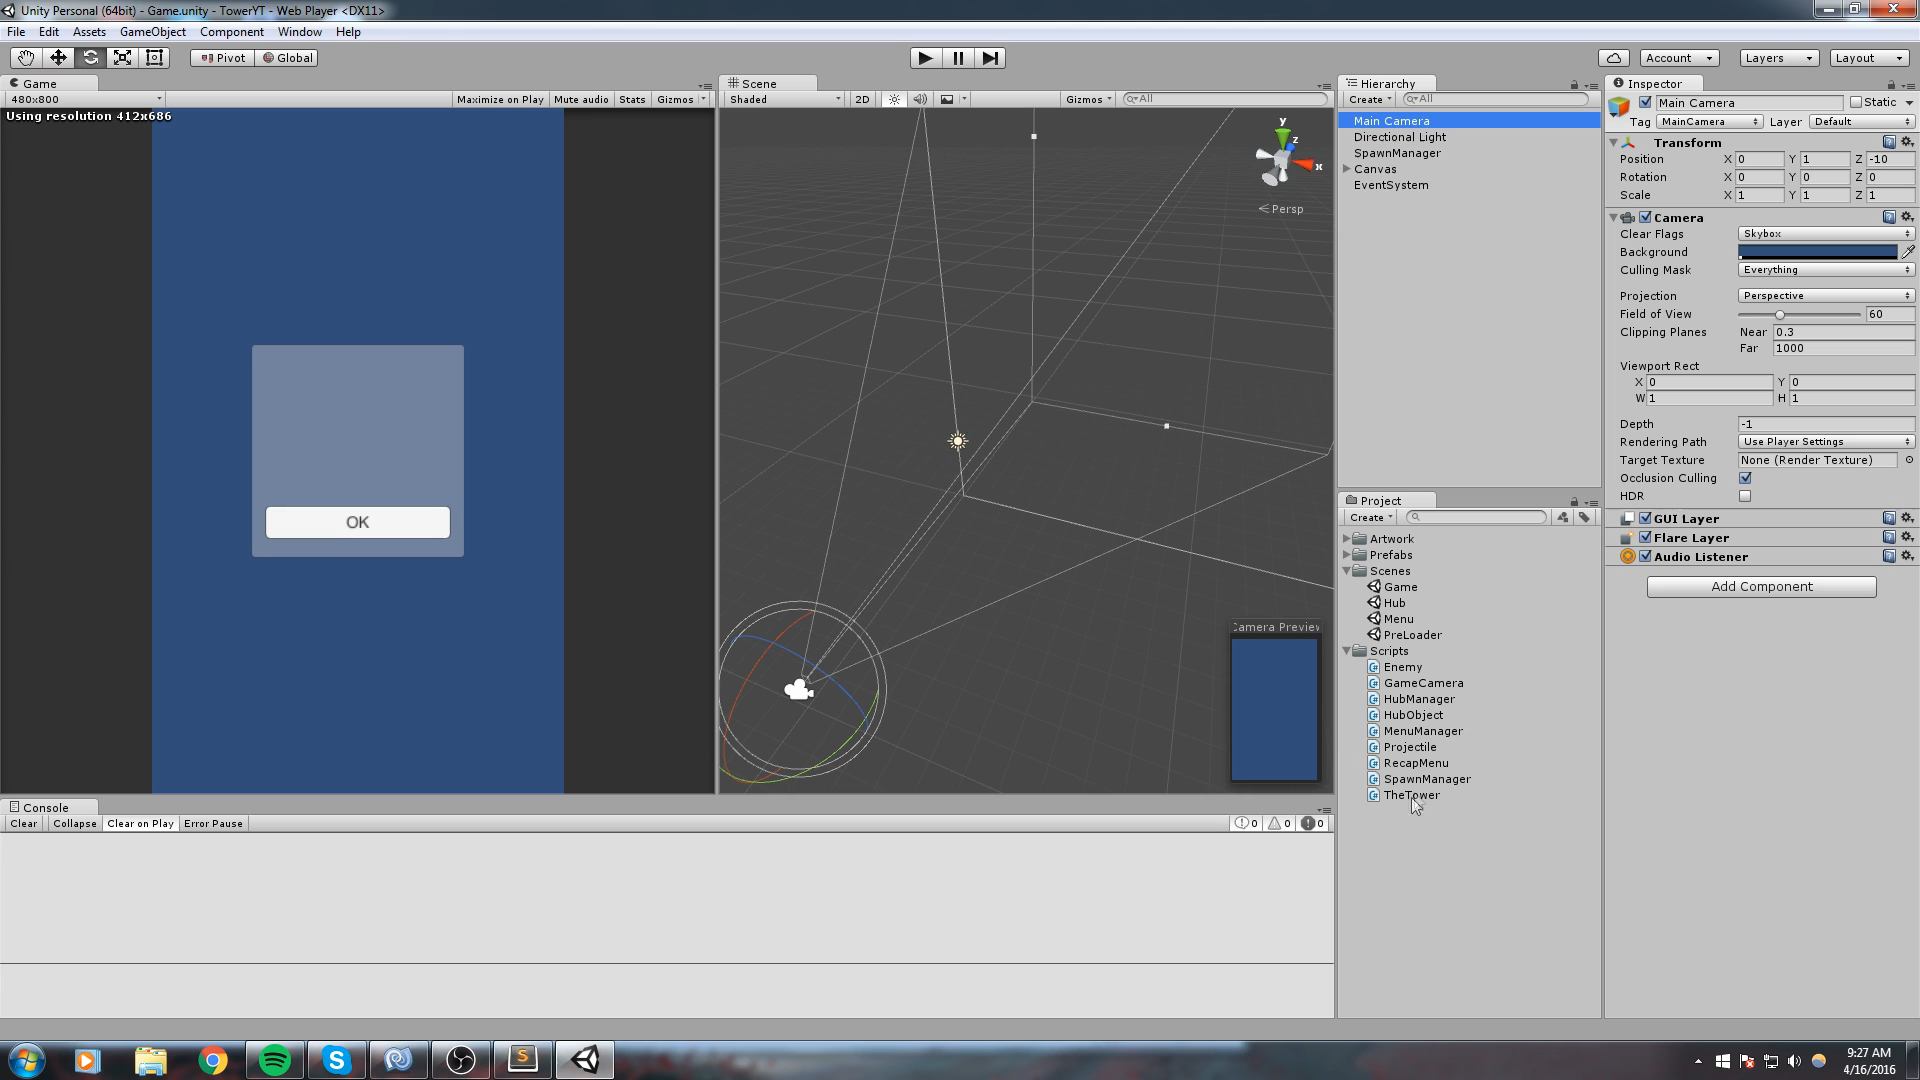 Unity Personal (64bit) - Game.unity - TowerYT - Web Player <DX11>
File Edit Assets GameObject Component Window Help
Pivot Global Account Layers Layout
Game
480x800 Maximize on Play Mute audio Stats Gizmos
Using resolution 412x686
OK
Scene
Shaded 2D Gizmos All
y
z
x
Persp
Camera Preview
Hierarchy
Create All
Main Camera
Directional Light
SpawnManager
Canvas
EventSystem
Project
Create
Artwork
Prefabs
Scenes
Game
Hub
Menu
PreLoader
Scripts
Enemy
GameCamera
HubManager
HubObject
MenuManager
Projectile
RecapMenu
SpawnManager
TheTower
Inspector
Main Camera Static
Tag MainCamera Layer Default
Transform
Position X 0 Y 1 Z -10
Rotation X 0 Y 0 Z 0
Scale X 1 Y 1 Z 1
Camera
Clear Flags Skybox
Background
Culling Mask Everything
Projection Perspective
Field of View 60
Clipping Planes Near 0.3
Far 1000
Viewport Rect
X 0 Y 0
W 1 H 1
Depth -1
Rendering Path Use Player Settings
Target Texture None (Render Texture)
Occlusion Culling
HDR
GUI Layer
Flare Layer
Audio Listener
Add Component
Console
Clear Collapse Clear on Play Error Pause 0 0 0
9:27 AM
4/16/2016